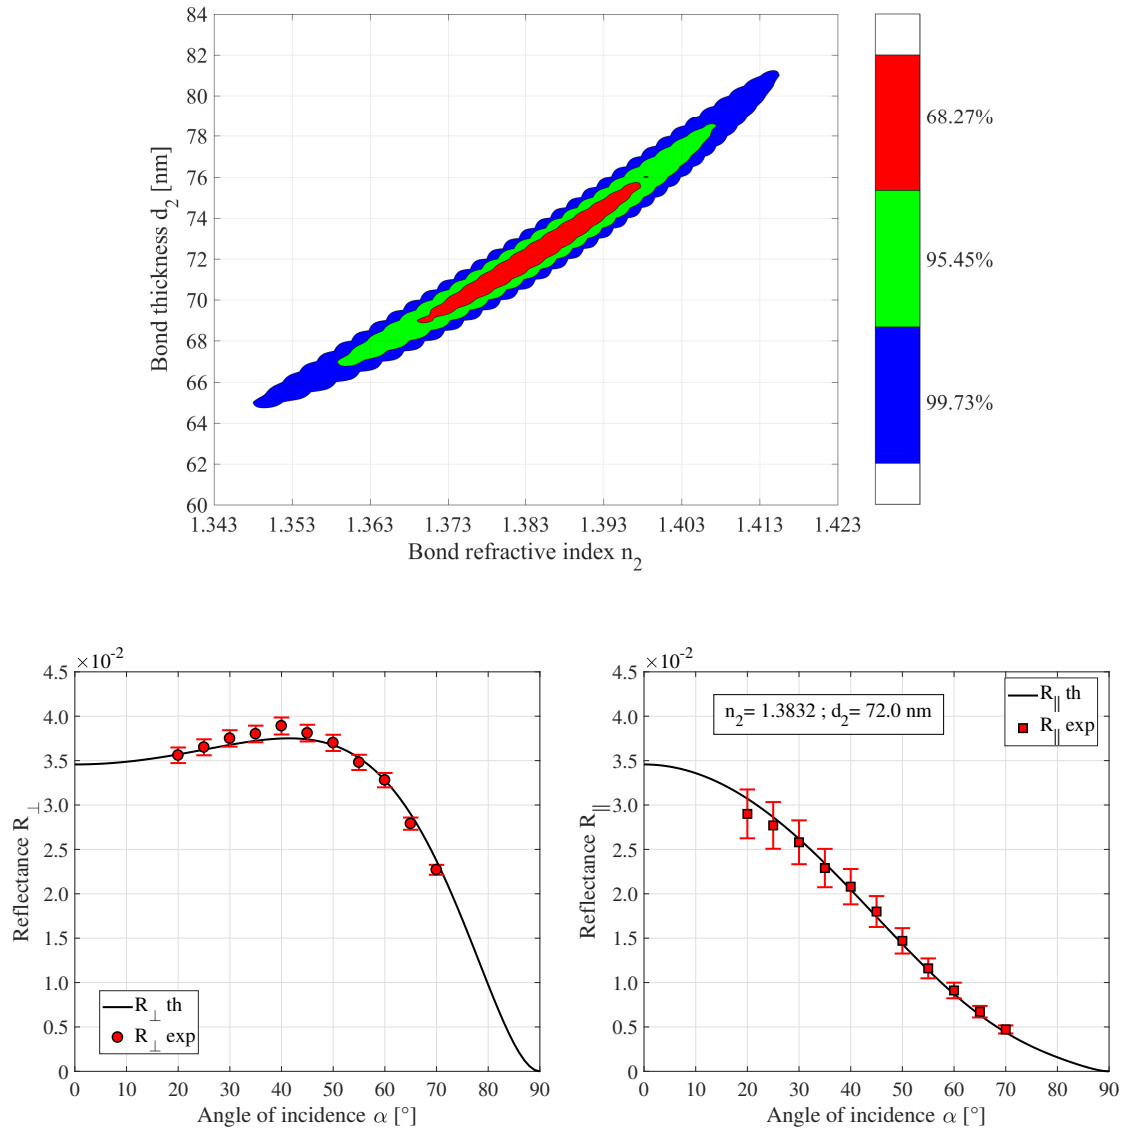 84
82
80
78
76
74
72
70
68
66
64
62
60
Bond thickness d₂ [nm]
1.343 1.353 1.363 1.373 1.383 1.393 1.403 1.413 1.423
Bond refractive index n₂
68.27%
95.45%
99.73%
×10⁻²
4.5
4.0
3.5
3.0
2.5
2.0
1.5
1.0
0.5
0
Reflectance R⊥
R⊥ th
R⊥ exp
0 10 20 30 40 50 60 70 80 90
Angle of incidence α [°]
×10⁻²
4.5
4.0
3.5
3.0
2.5
2.0
1.5
1.0
0.5
0
Reflectance R∥
n₂= 1.3832 ; d₂= 72.0 nm
R∥ th
R∥ exp
0 10 20 30 40 50 60 70 80 90
Angle of incidence α [°]